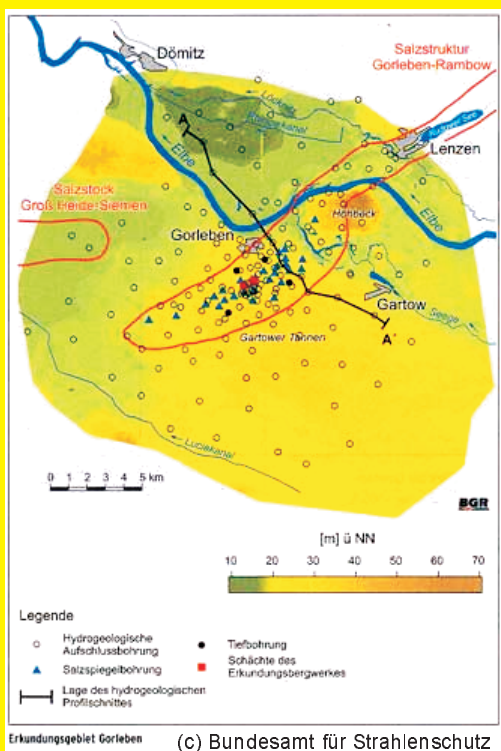 Dömitz
Salzstruktur
Gorleben-Rambow
Löcknitz
Rudower See
Lenzen
A
Elbe
Salzstock
Groß Heide-Siemen
Höhbeck
Elbe
Gorleben
Gartow
Seege
Gartower Tannen
A´
Luciakanal
0 1 2 3 4 5 km
BGR
[m] ü NN
10 20 30 40 50 60 70
Legende
Hydrogeologische
Aufschlussbohrung
Tiefbohrung
Salzspiegelbohrung
Schächte des
Erkundungsbergwerkes
Lage des hydrogeologischen
Profilschnittes
Erkundungsgebiet Gorleben
(c) Bundesamt für Strahlenschutz